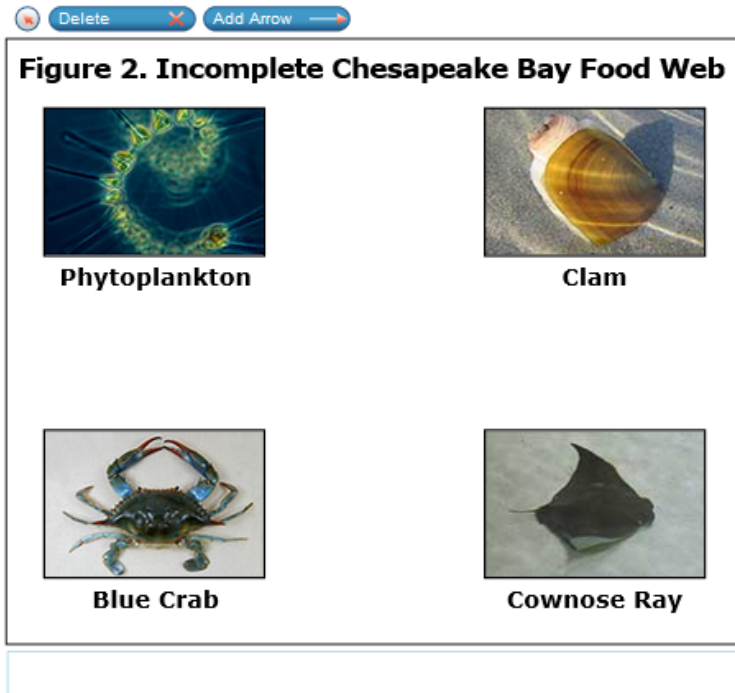 Delete Add Arrow
Figure 2. Incomplete Chesapeake Bay Food Web
Phytoplankton
Clam
Blue Crab
Cownose Ray